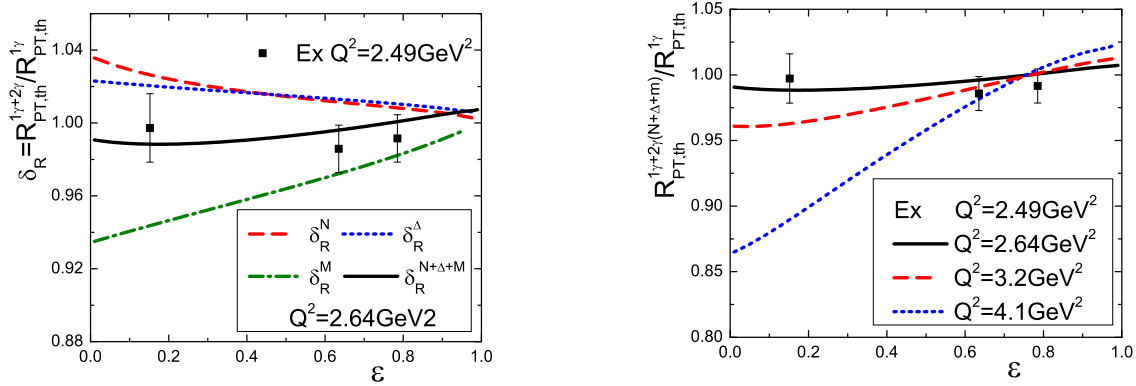 δ_R = R^{1γ+2γ}_{PT,th} / R^{1γ}_{PT,th}
1.04
1.00
0.96
0.92
0.88
Ex Q²=2.49GeV²
δ_R^N δ_R^Δ
δ_R^M δ_R^{N+Δ+M}
Q²=2.64GeV2
0.0 0.2 0.4 0.6 0.8 1.0
ε
R^{1γ+2γ(N+Δ+m)}_{PT,th} / R^{1γ}_{PT,th}
1.05
1.00
0.95
0.90
0.85
0.80
Ex Q²=2.49GeV²
Q²=2.64GeV²
Q²=3.2GeV²
Q²=4.1GeV²
0.0 0.2 0.4 0.6 0.8 1.0
ε